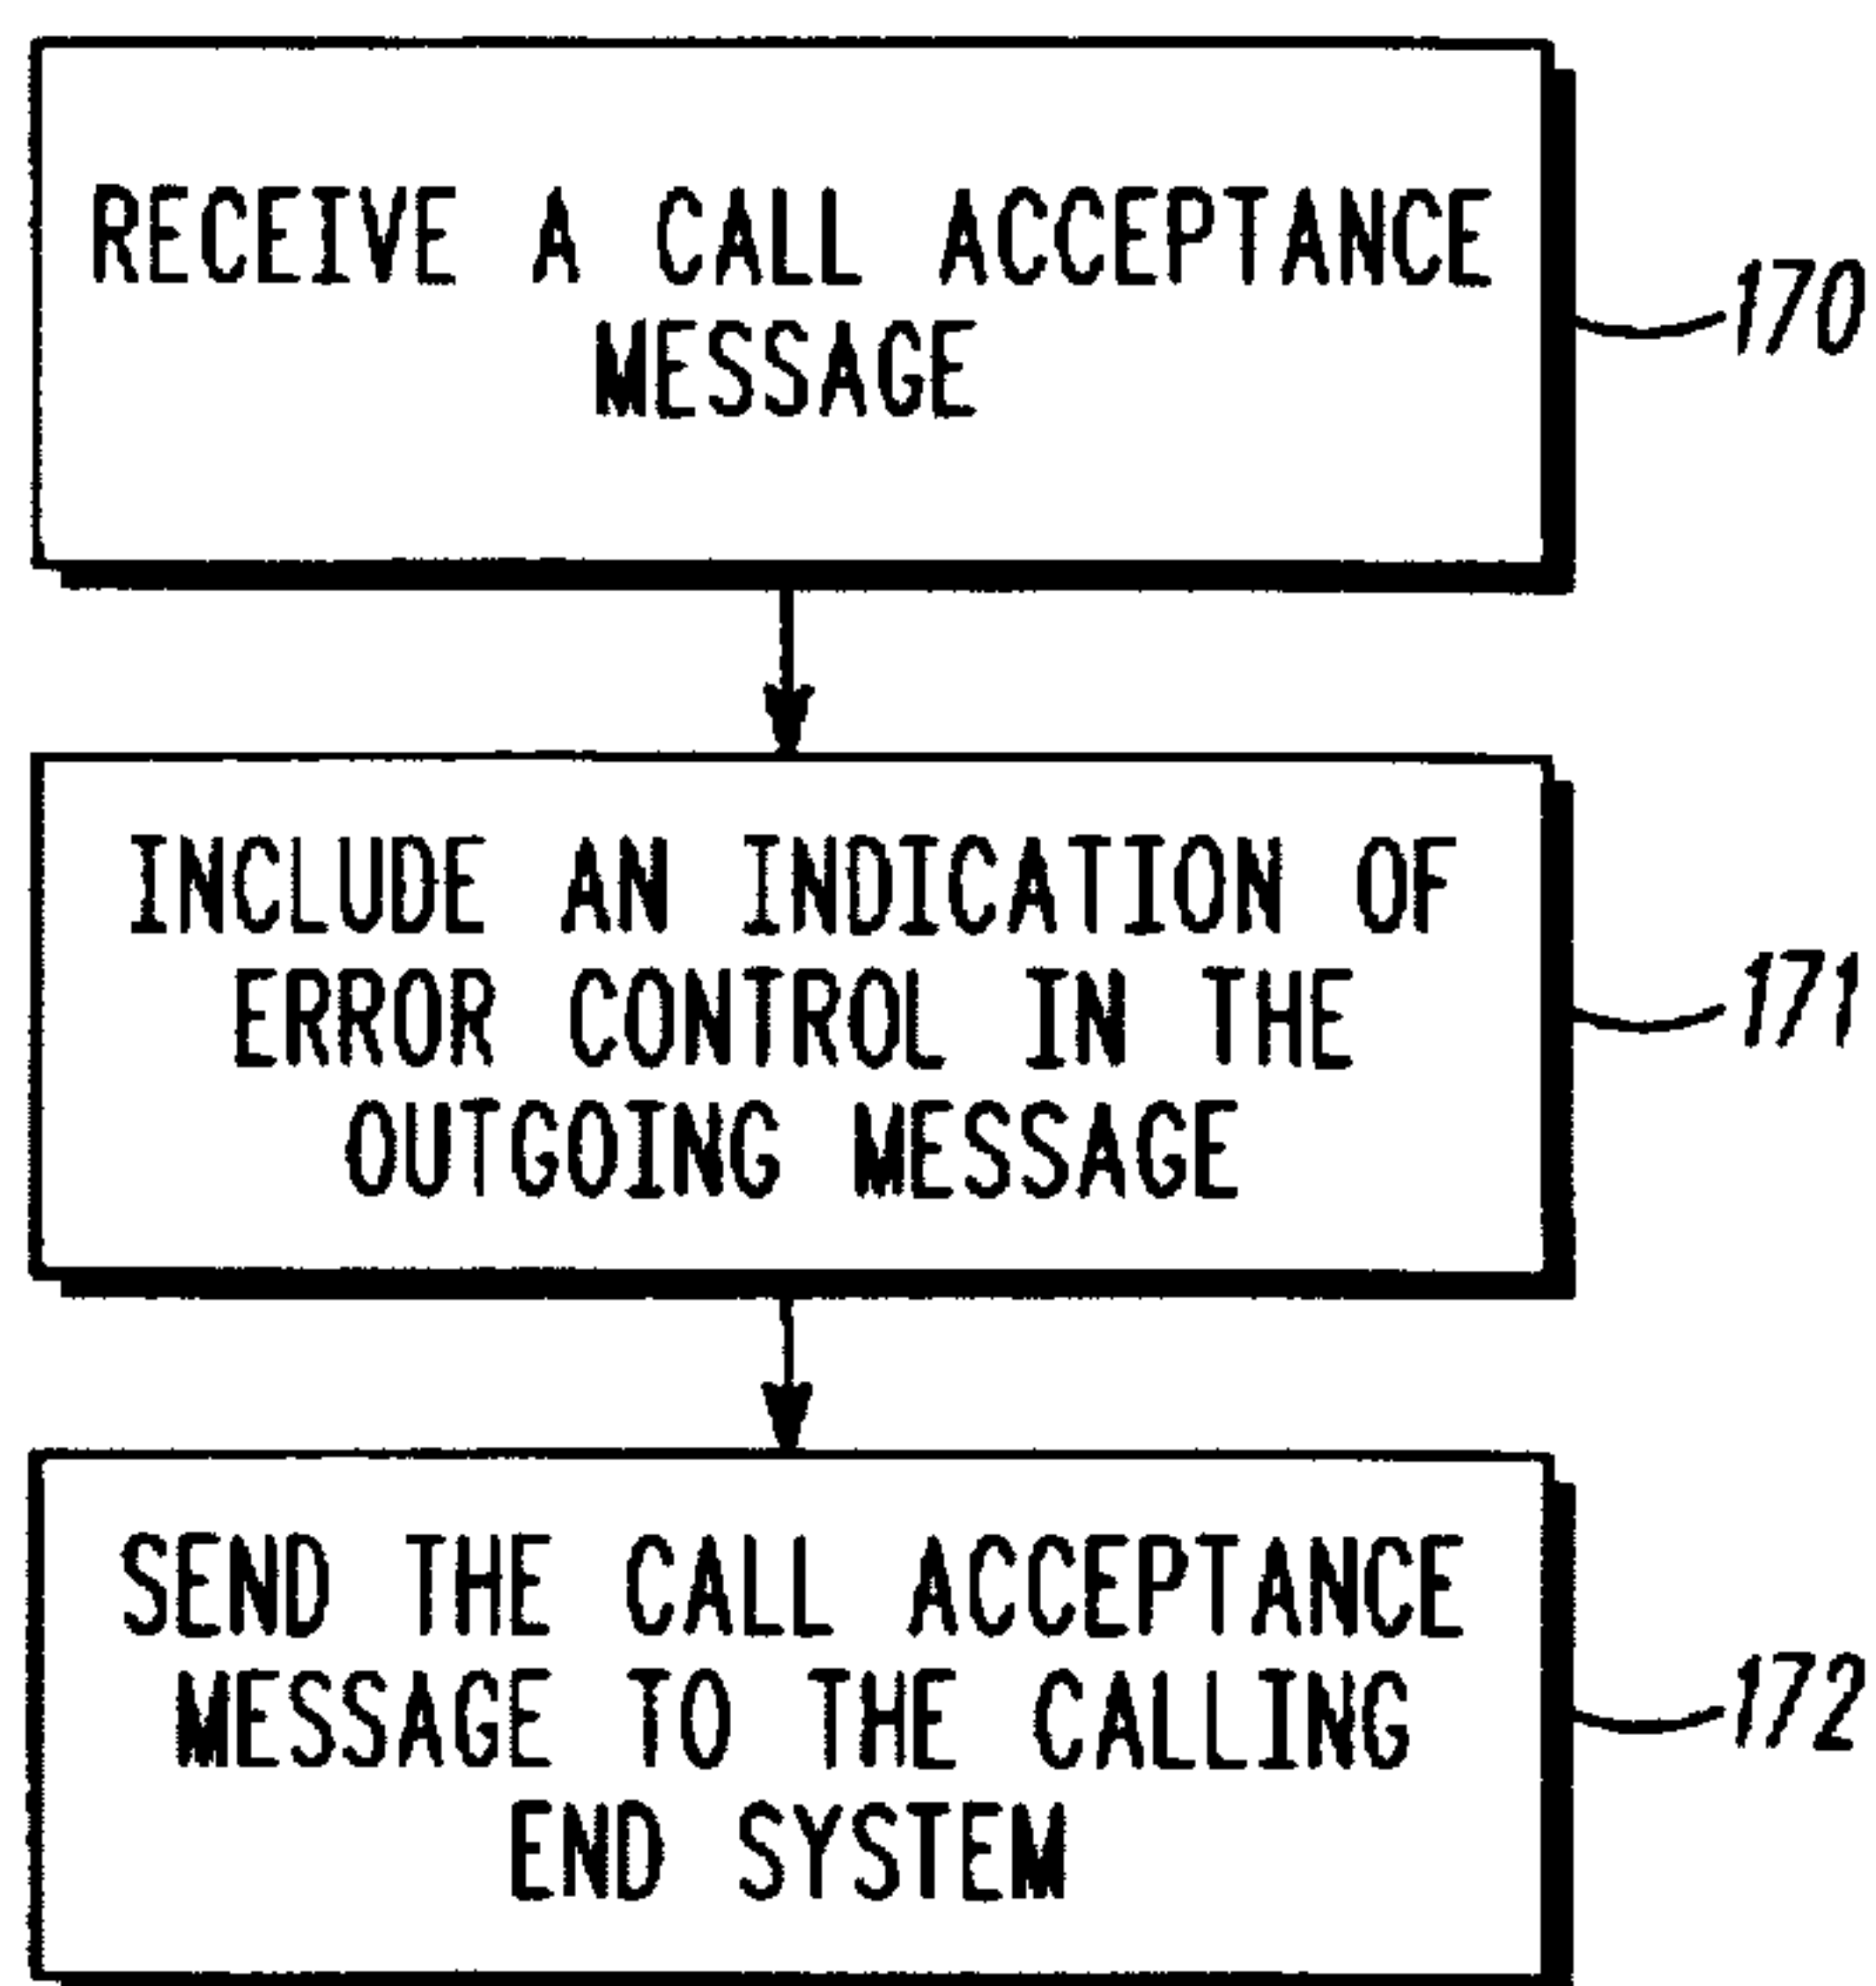 RECEIVE A CALL ACCEPTANCE
MESSAGE
170
INCLUDE AN INDICATION OF
ERROR CONTROL IN THE
OUTGOING MESSAGE
171
SEND THE CALL ACCEPTANCE
MESSAGE TO THE CALLING
END SYSTEM
172